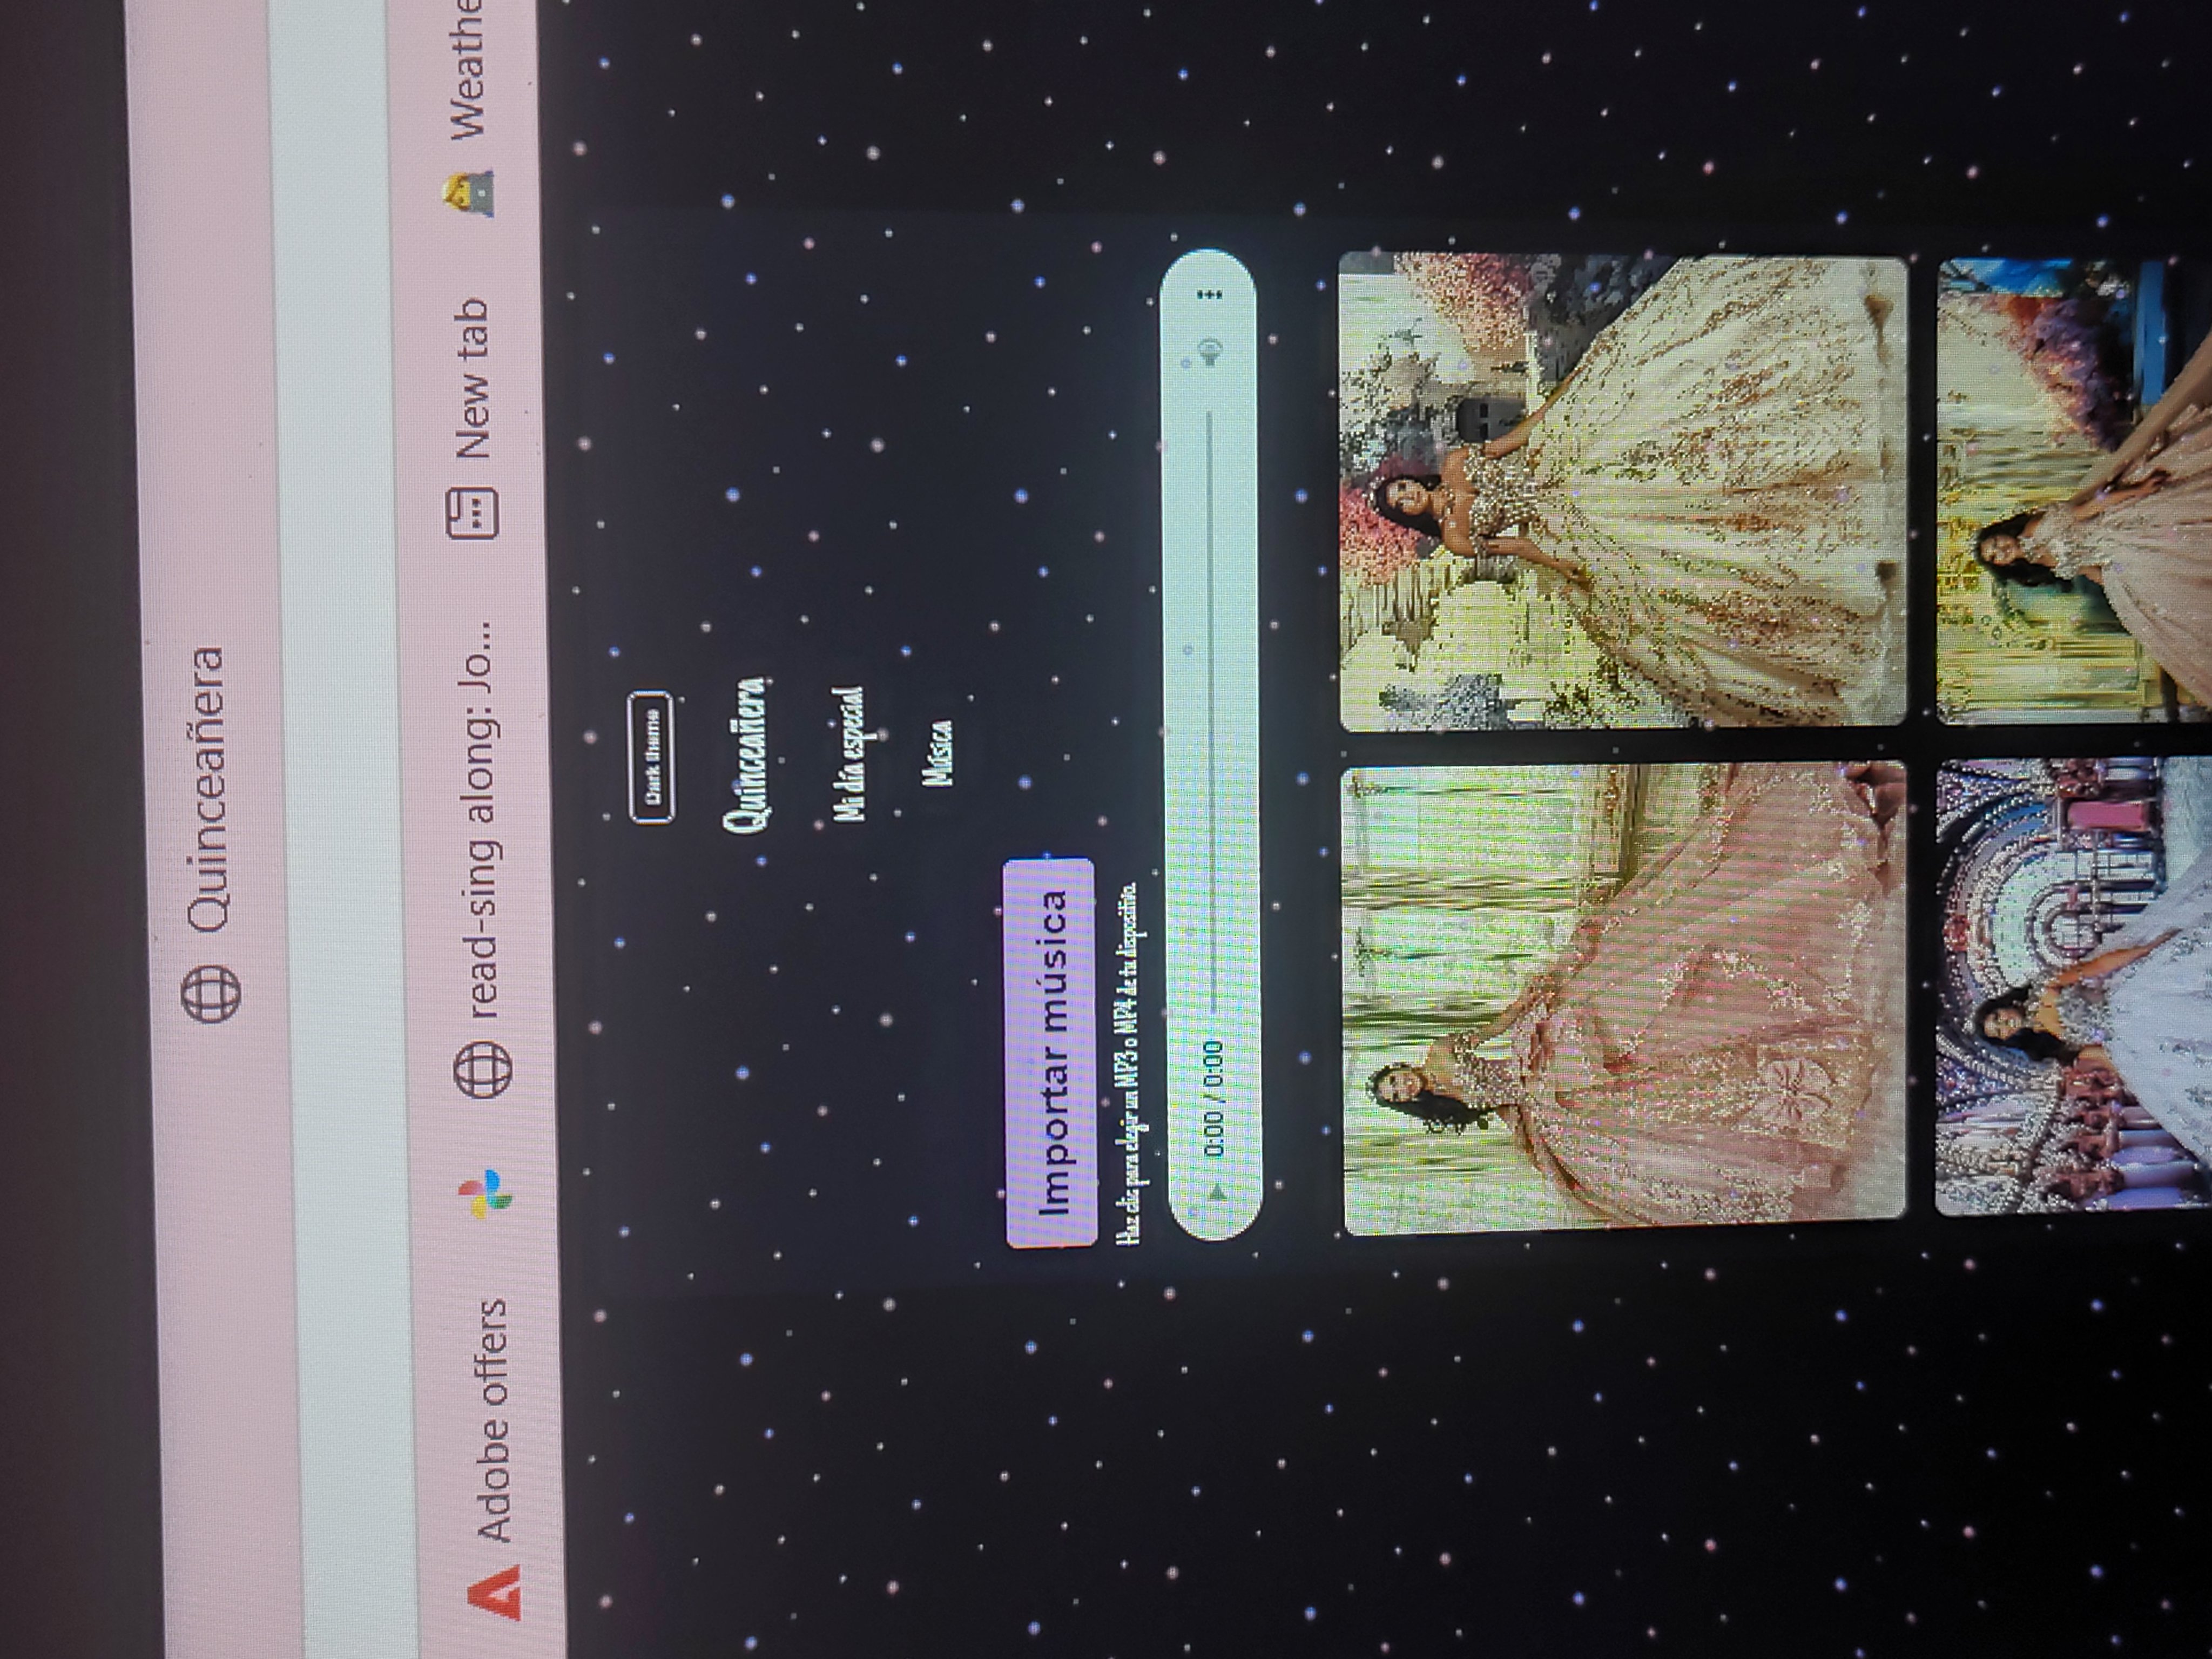 Quinceañera
Adobe offers read-sing along: Jo... New tab Weathe
Dark theme
Quinceañera
Mi día especial
Música
Importar música
Haz clic para elegir un MP3 o MP4 de tu dispositivo.
0:00 / 0:00